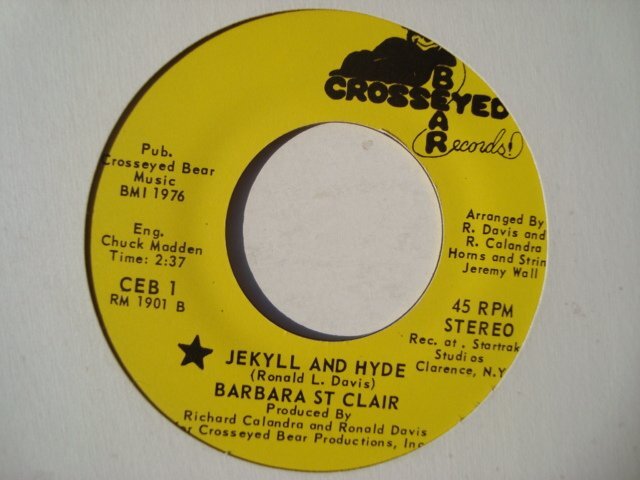 CROSSEYED
BEAR
Records!
Pub.
Crosseyed Bear
Music
BMI 1976
Eng.
Chuck Madden
Time: 2:37
CEB 1
RM 1901 B
Arranged By
R. Davis and
R. Calandra
Horns and Strin
Jeremy Wall
45 RPM
STEREO
Rec. at. Startrak
Studios
Clarence, N.Y
JEKYLL AND HYDE
(Ronald L. Davis)
BARBARA ST CLAIR
Produced By
Richard Calandra and Ronald Davis
for Crosseyed Bear Productions, Inc